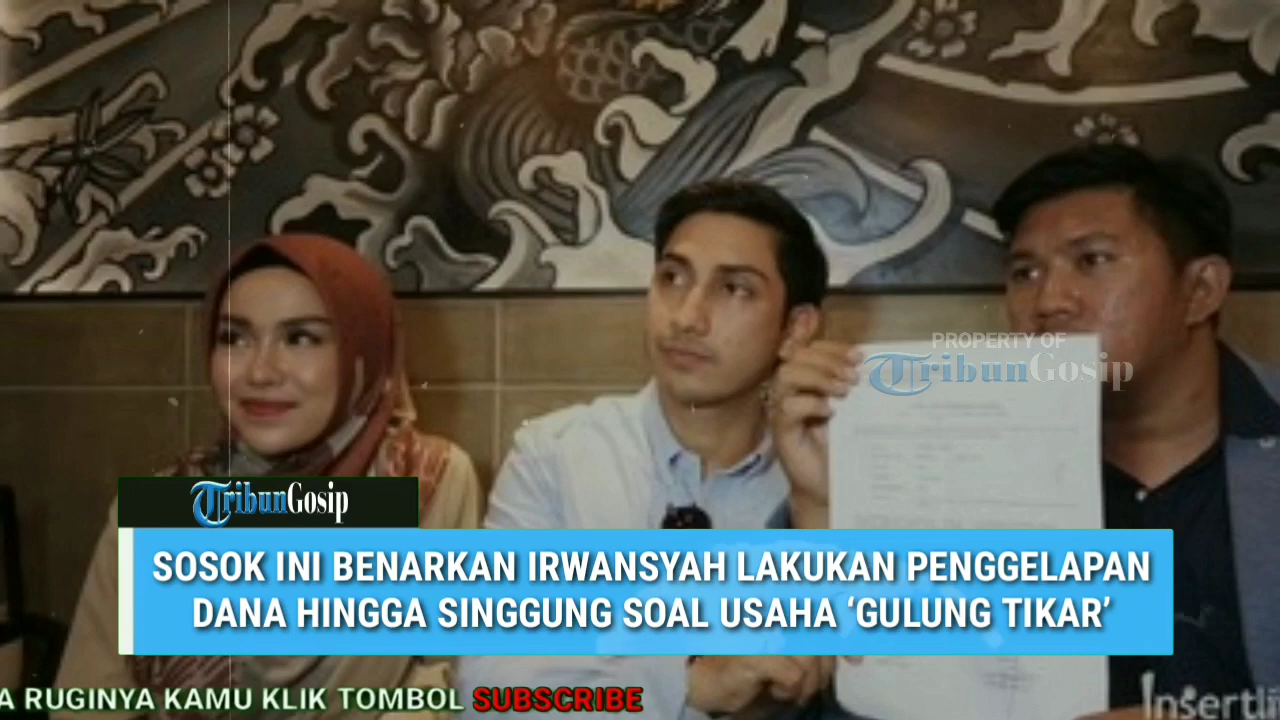 PROPERTY OF
TribunGosip
TribunGosip
SOSOK INI BENARKAN IRWANSYAH LAKUKAN PENGGELAPAN
DANA HINGGA SINGGUNG SOAL USAHA ‘GULUNG TIKAR’
A RUGINYA KAMU KLIK TOMBOL SUBSCRIBE
Insertli